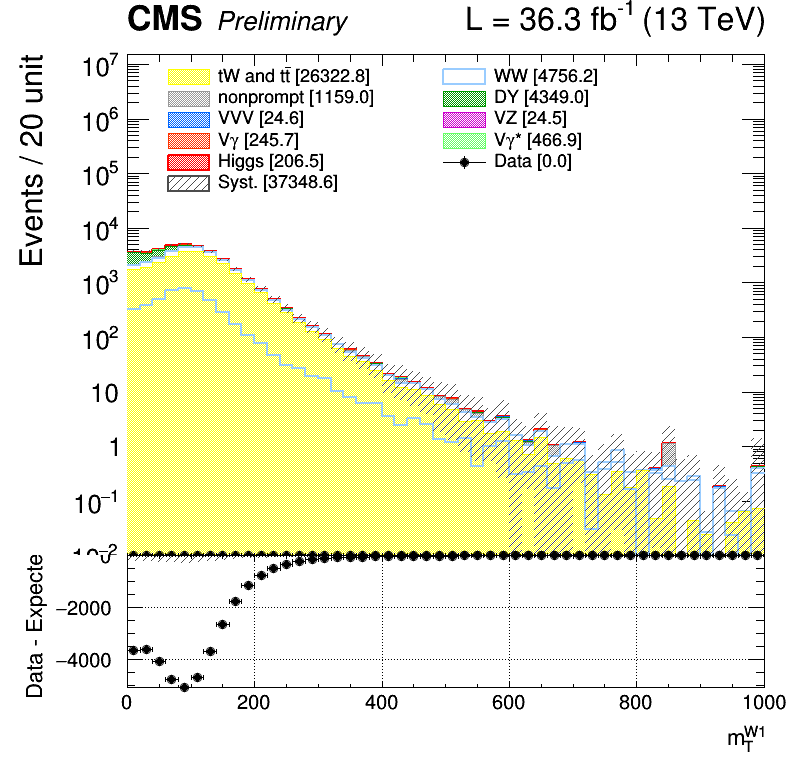 CMS Preliminary L = 36.3 fb⁻¹ (13 TeV)
Events / 20 unit
10⁷
10⁶
10⁵
10⁴
10³
10²
10
1
10⁻¹
tW and tt̄ [26322.8]
nonprompt [1159.0]
VVV [24.6]
Vγ [245.7]
Higgs [206.5]
Syst. [37348.6]
WW [4756.2]
DY [4349.0]
VZ [24.5]
Vγ* [466.9]
Data [0.0]
Data - Expecte
−2000
−4000
0 200 400 600 800 1000
m_T^W1